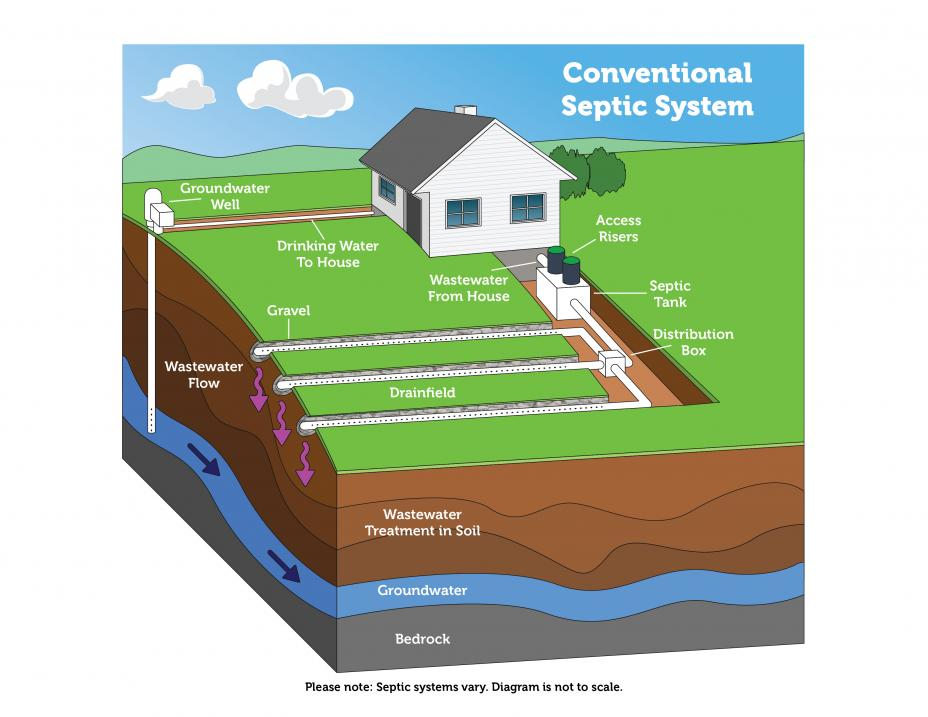 Conventional
Septic System
Groundwater
Well
Drinking Water
To House
Access
Risers
Wastewater
From House
Septic
Tank
Gravel
Distribution
Box
Wastewater
Flow
Drainfield
Wastewater
Treatment in Soil
Groundwater
Bedrock
Please note: Septic systems vary. Diagram is not to scale.